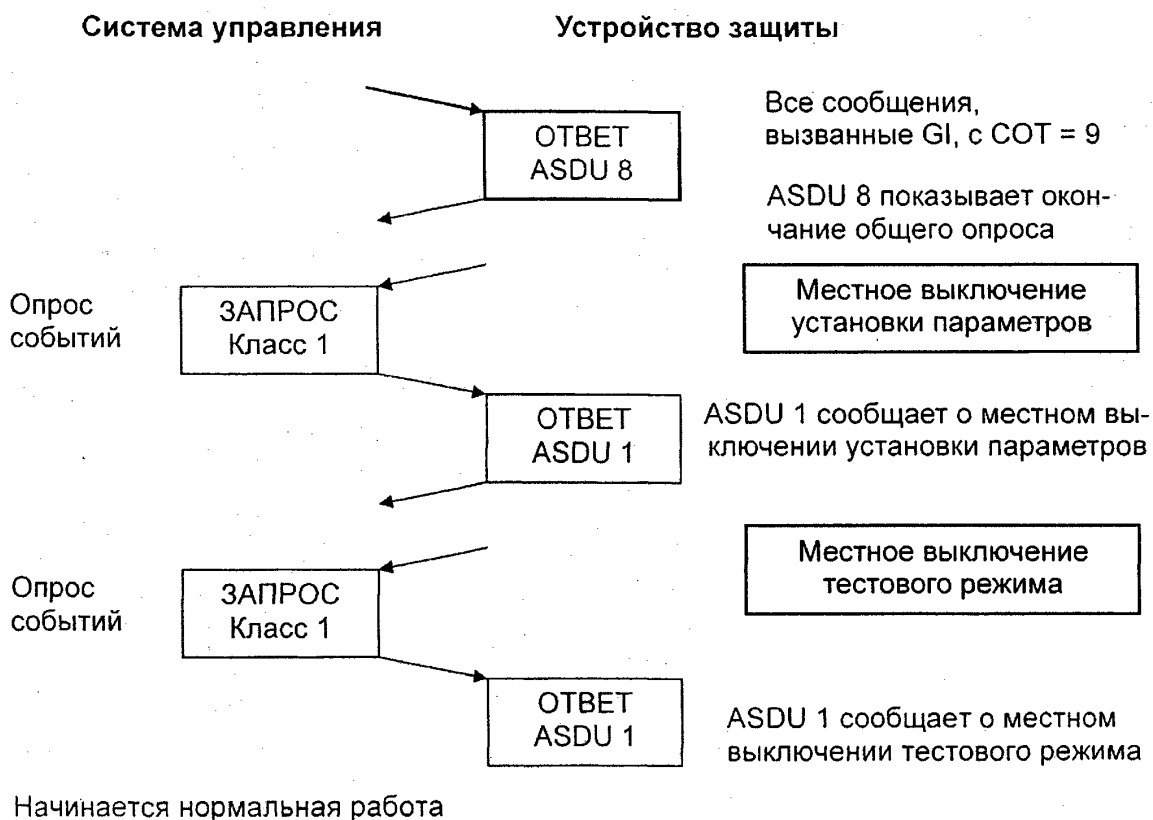 Система управления
Устройство защиты
ОТВЕТ
ASDU 8
Все сообщения,
вызванные GI, с COT = 9
ASDU 8 показывает окон-
чание общего опроса
Опрос
событий
ЗАПРОС
Класс 1
Местное выключение
установки параметров
ОТВЕТ
ASDU 1
ASDU 1 сообщает о местном вы-
ключении установки параметров
Опрос
событий
ЗАПРОС
Класс 1
Местное выключение
тестового режима
ОТВЕТ
ASDU 1
ASDU 1 сообщает о местном
выключении тестового режима
Начинается нормальная работа